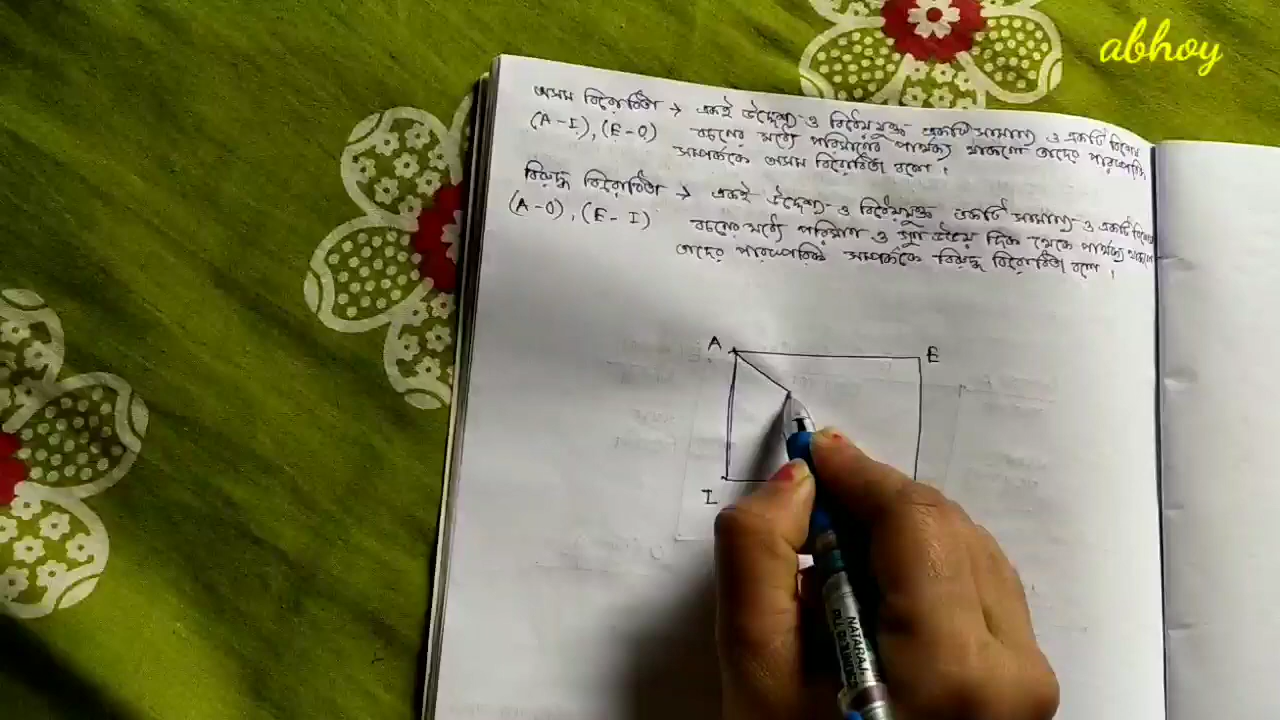 abhoy
অসম বিরোধিতা → একই উদ্দেশ্য ও বিধেয়যুক্ত একটি সামান্য ও একটি বিশেষ
(A-I), (E-O) বচনের মধ্যে পরিমাণের পার্থক্য থাকলে তাদের পারস্পরিক
সম্পর্ককে অসম বিরোধিতা বলে।
বিরুদ্ধ বিরোধিতা → একই উদ্দেশ্য ও বিধেয়যুক্ত একটি সামান্য ও একটি বিশেষ
(A-O), (E-I) বচনের মধ্যে পরিমাণ ও গুণ উভয় দিক থেকে পার্থক্য থাকলে
তাদের পারস্পরিক সম্পর্ককে বিরুদ্ধ বিরোধিতা বলে।
A E
I
NATARAJ